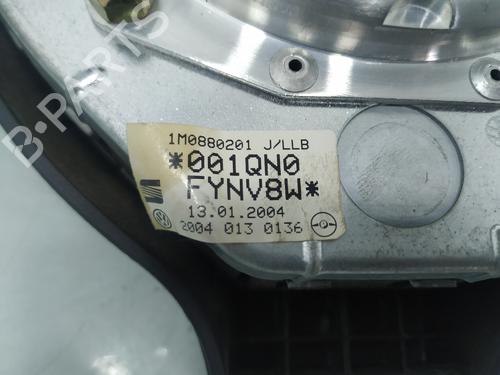 B-PARTS
1M0880201 J/LLB
*001QN0
FYNV8W*
13.01.2004
2004 013 0136